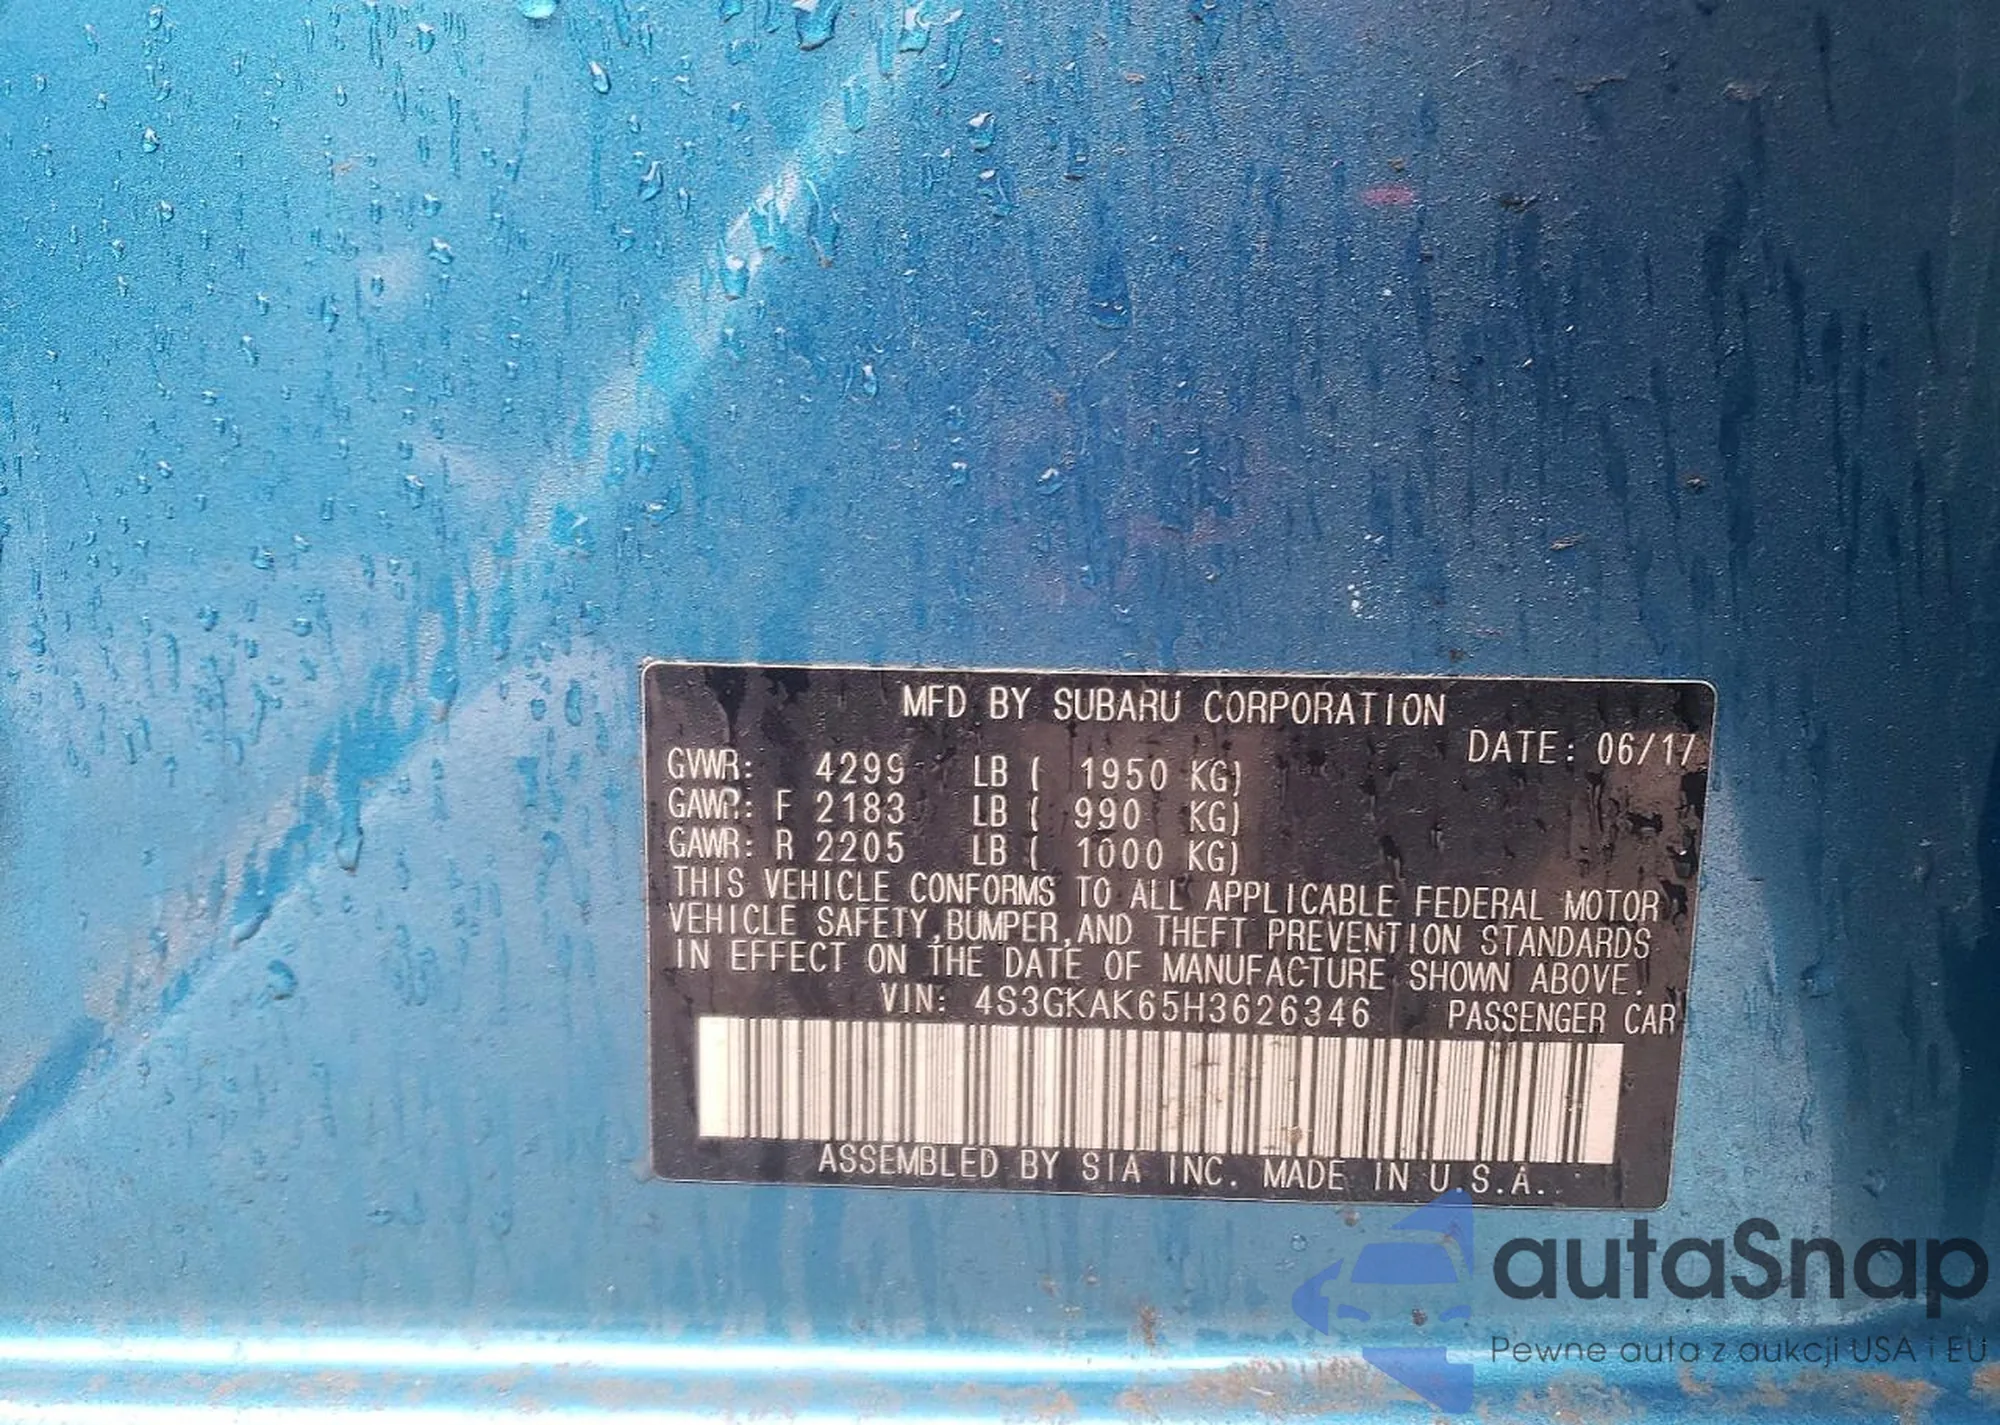 MFD BY SUBARU CORPORATION
DATE: 06/17
GVWR: 4299 LB ( 1950 KG)
GAWR: F 2183 LB ( 990 KG)
GAWR: R 2205 LB ( 1000 KG)
THIS VEHICLE CONFORMS TO ALL APPLICABLE FEDERAL MOTOR
VEHICLE SAFETY, BUMPER, AND THEFT PREVENTION STANDARDS
IN EFFECT ON THE DATE OF MANUFACTURE SHOWN ABOVE.
VIN: 4S3GKAK65H3626346 PASSENGER CAR
ASSEMBLED BY SIA INC. MADE IN U.S.A.
autaSnap
Pewne auta z aukcji USA i EU